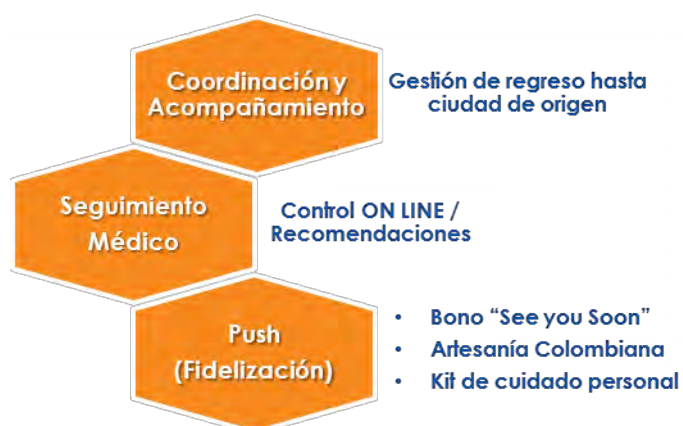 Coordinación y
Acompañamiento
Gestión de regreso hasta
ciudad de origen
Seguimiento
Médico
Control ON LINE /
Recomendaciones
Push
(Fidelización)
• Bono “See you Soon”
• Artesanía Colombiana
• Kit de cuidado personal